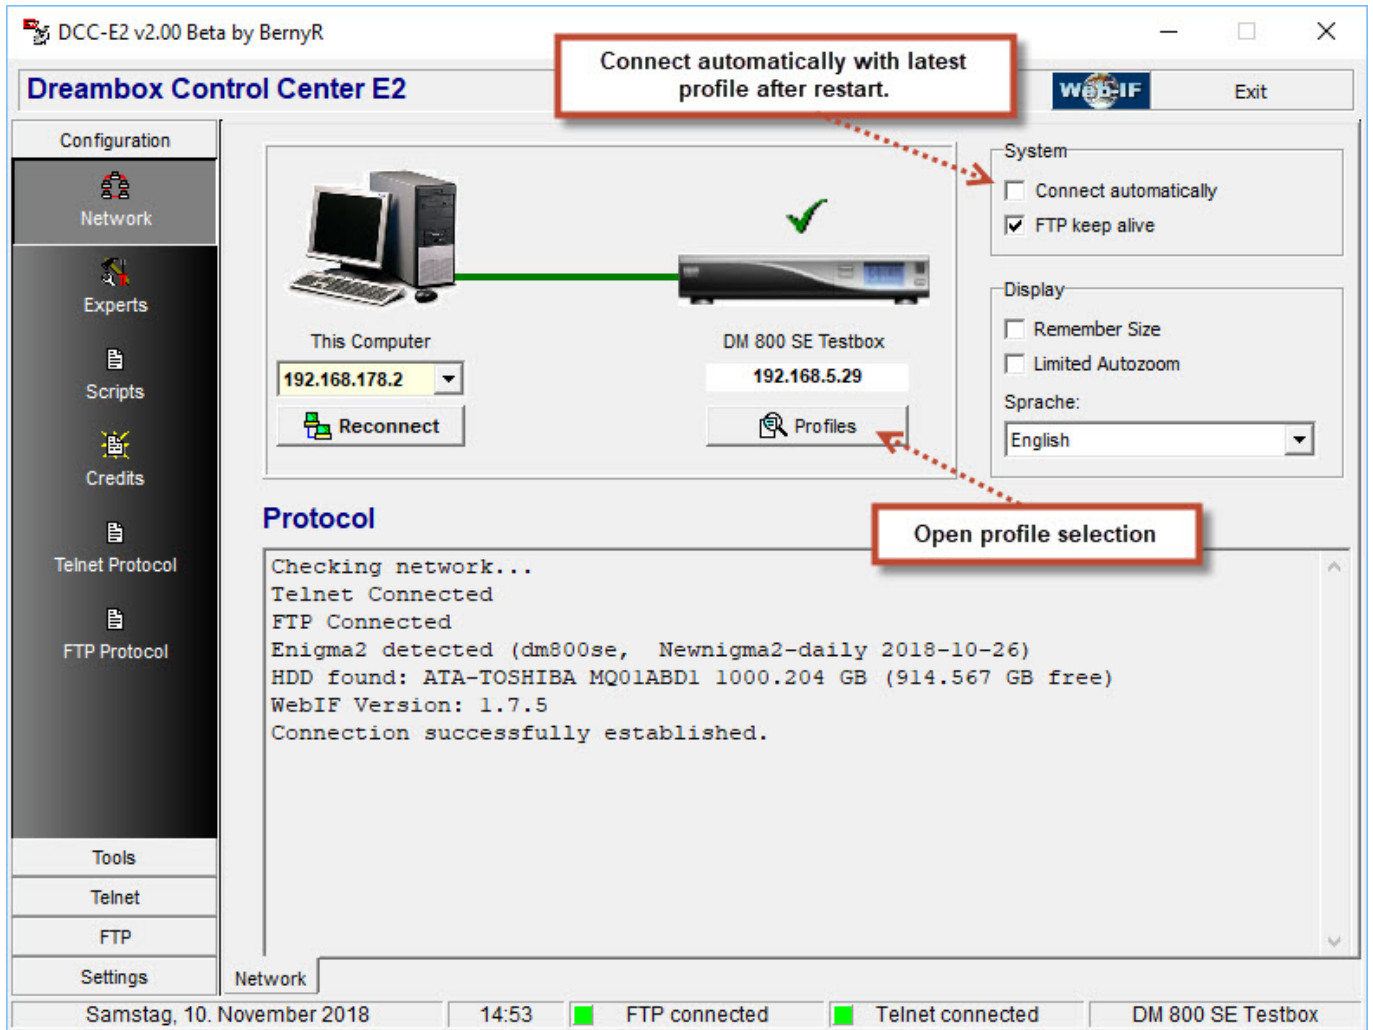 DCC-E2 v2.00 Beta by BernyR
Connect automatically with latest
profile after restart.
Dreambox Control Center E2
Web-IF
Exit
Configuration
Network
Experts
Scripts
Credits
Telnet Protocol
FTP Protocol
Tools
Telnet
FTP
Settings
This Computer
192.168.178.2
Reconnect
DM 800 SE Testbox
192.168.5.29
Profiles
System
Connect automatically
FTP keep alive
Display
Remember Size
Limited Autozoom
Sprache:
English
Open profile selection
Protocol
Checking network...
Telnet Connected
FTP Connected
Enigma2 detected (dm800se,  Newnigma2-daily 2018-10-26)
HDD found: ATA-TOSHIBA MQ01ABD1 1000.204 GB (914.567 GB free)
WebIF Version: 1.7.5
Connection successfully established.
Network
Samstag, 10. November 2018
14:53
FTP connected
Telnet connected
DM 800 SE Testbox